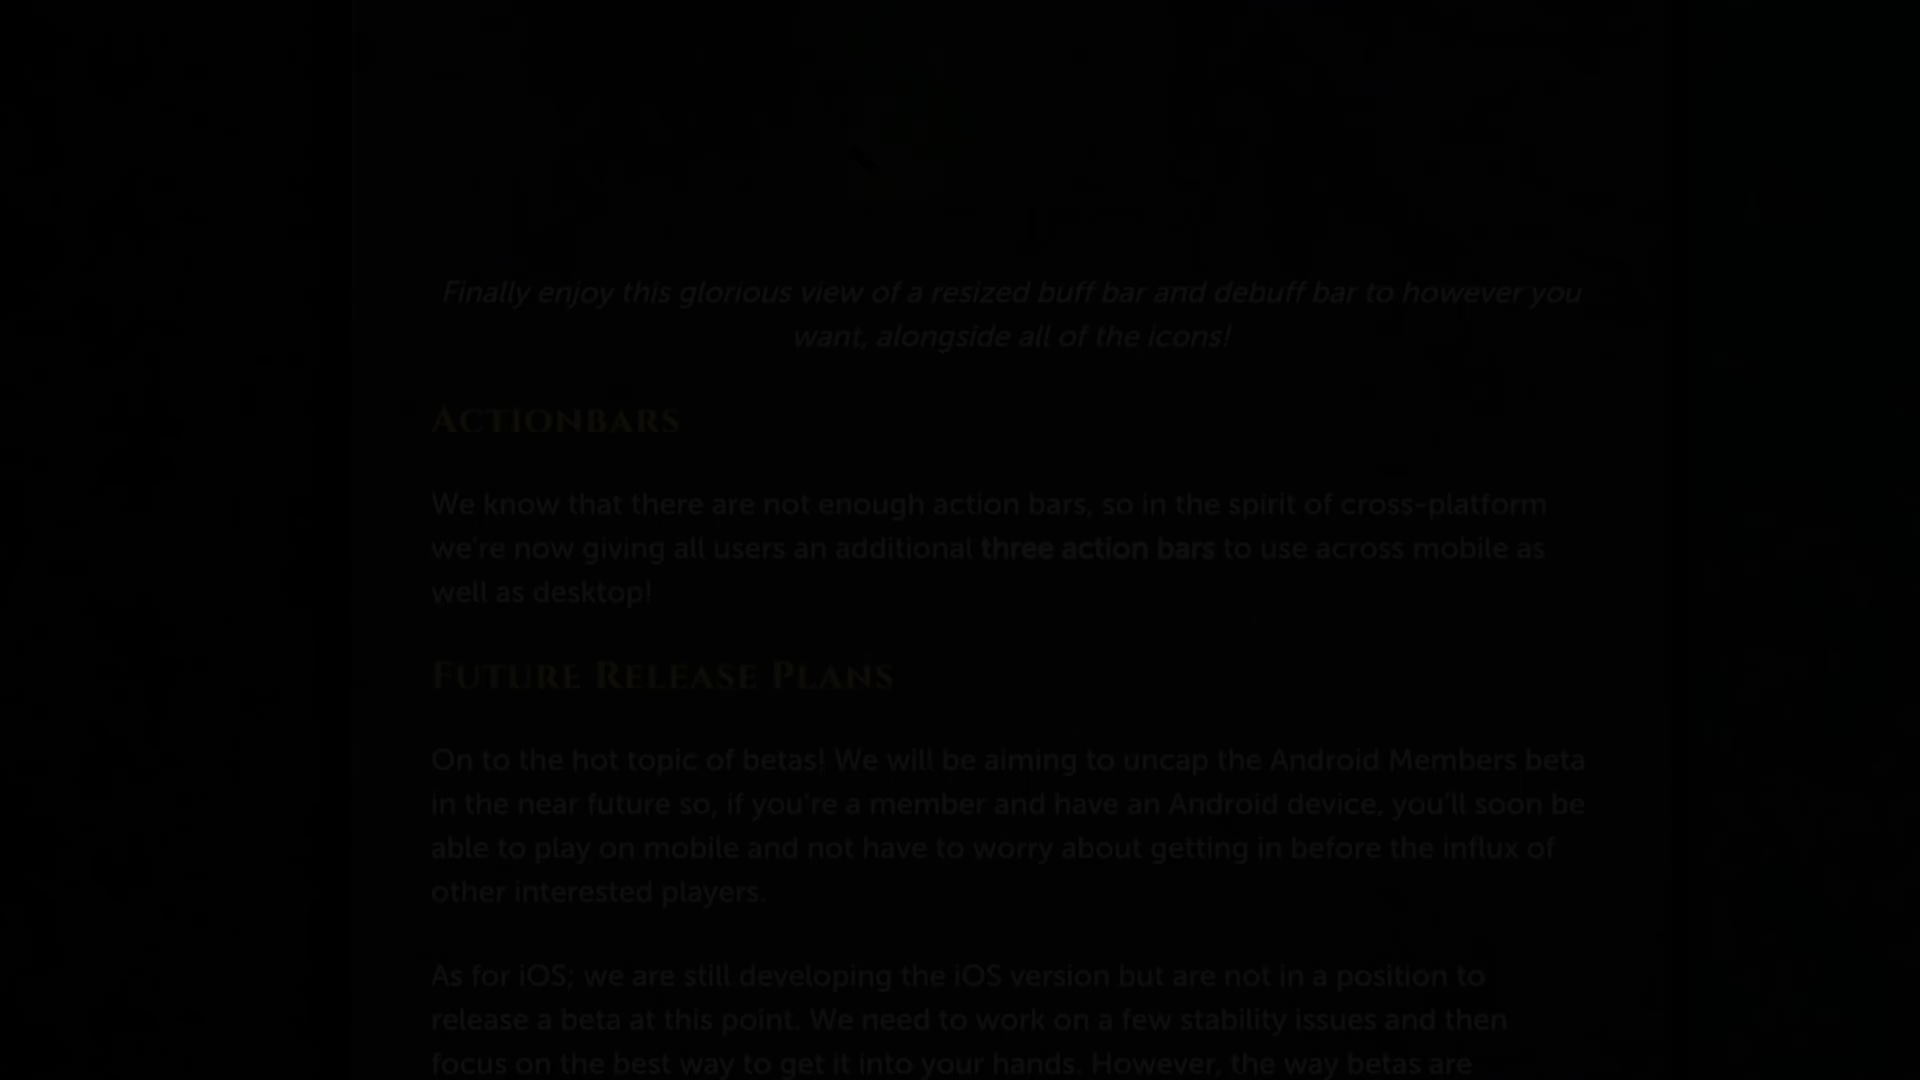 Finally enjoy this glorious view of a resized buff bar and debuff bar to however you
want, alongside all of the icons!
Actionbars
We know that there are not enough action bars, so in the spirit of cross-platform
we're now giving all users an additional three action bars to use across mobile as
well as desktop!
Future Release Plans
On to the hot topic of betas! We will be aiming to uncap the Android Members beta
in the near future so, if you're a member and have an Android device, you'll soon be
able to play on mobile and not have to worry about getting in before the influx of
other interested players.
As for iOS; we are still developing the iOS version but are not in a position to
release a beta at this point. We need to work on a few stability issues and then
focus on the best way to get it into your hands. However, the way betas are